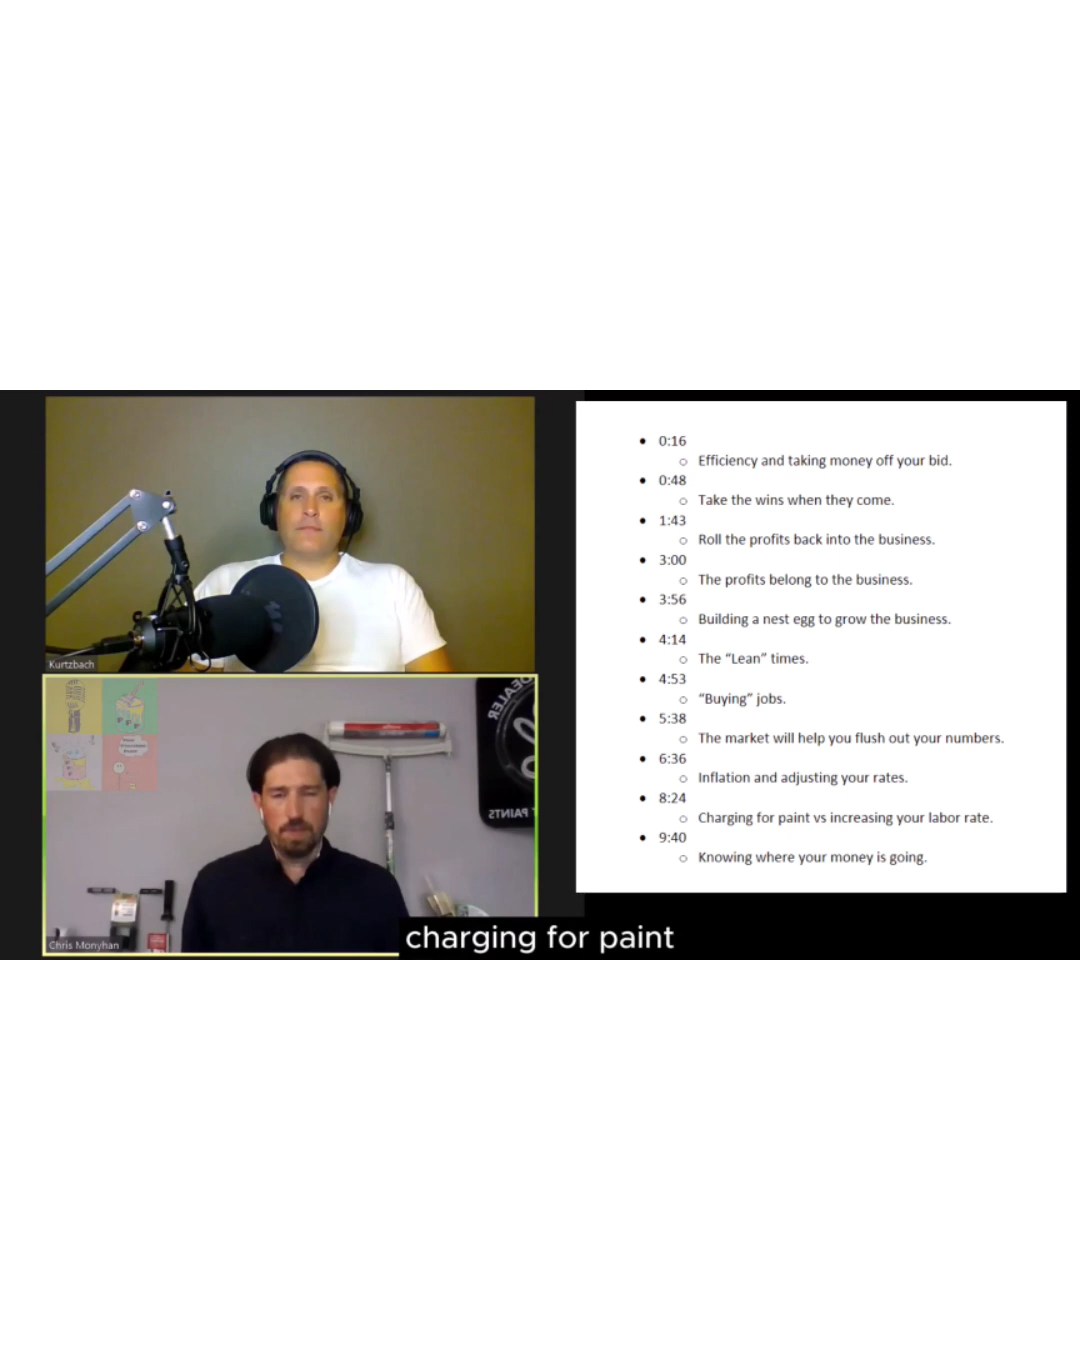 Kurtzbach
DEALER
PAINTS
Chris Monyhan
• 0:16
o Efficiency and taking money off your bid.
• 0:48
o Take the wins when they come.
• 1:43
o Roll the profits back into the business.
• 3:00
o The profits belong to the business.
• 3:56
o Building a nest egg to grow the business.
• 4:14
o The “Lean” times.
• 4:53
o “Buying” jobs.
• 5:38
o The market will help you flush out your numbers.
• 6:36
o Inflation and adjusting your rates.
• 8:24
o Charging for paint vs increasing your labor rate.
• 9:40
o Knowing where your money is going.
charging for paint